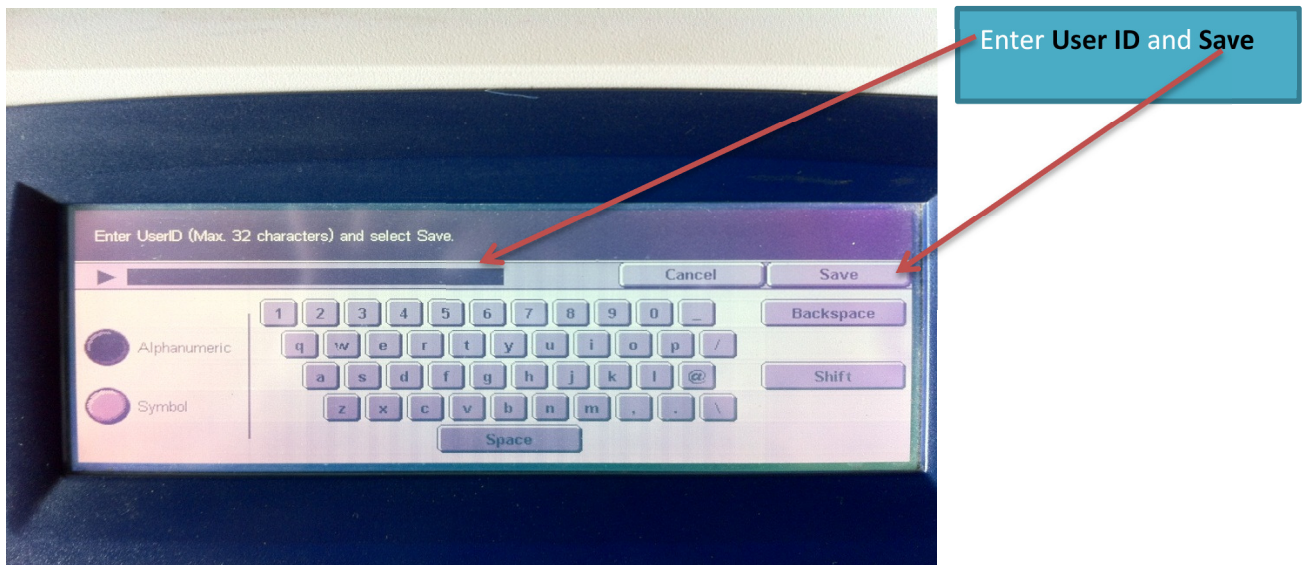 Enter User ID and Save
Enter UserID (Max. 32 characters) and select Save.
Cancel
Save
1 2 3 4 5 6 7 8 9 0 _
Backspace
Alphanumeric
q w e r t y u i o p /
a s d f g h j k l @
Shift
Symbol
z x c v b n m , . \
Space